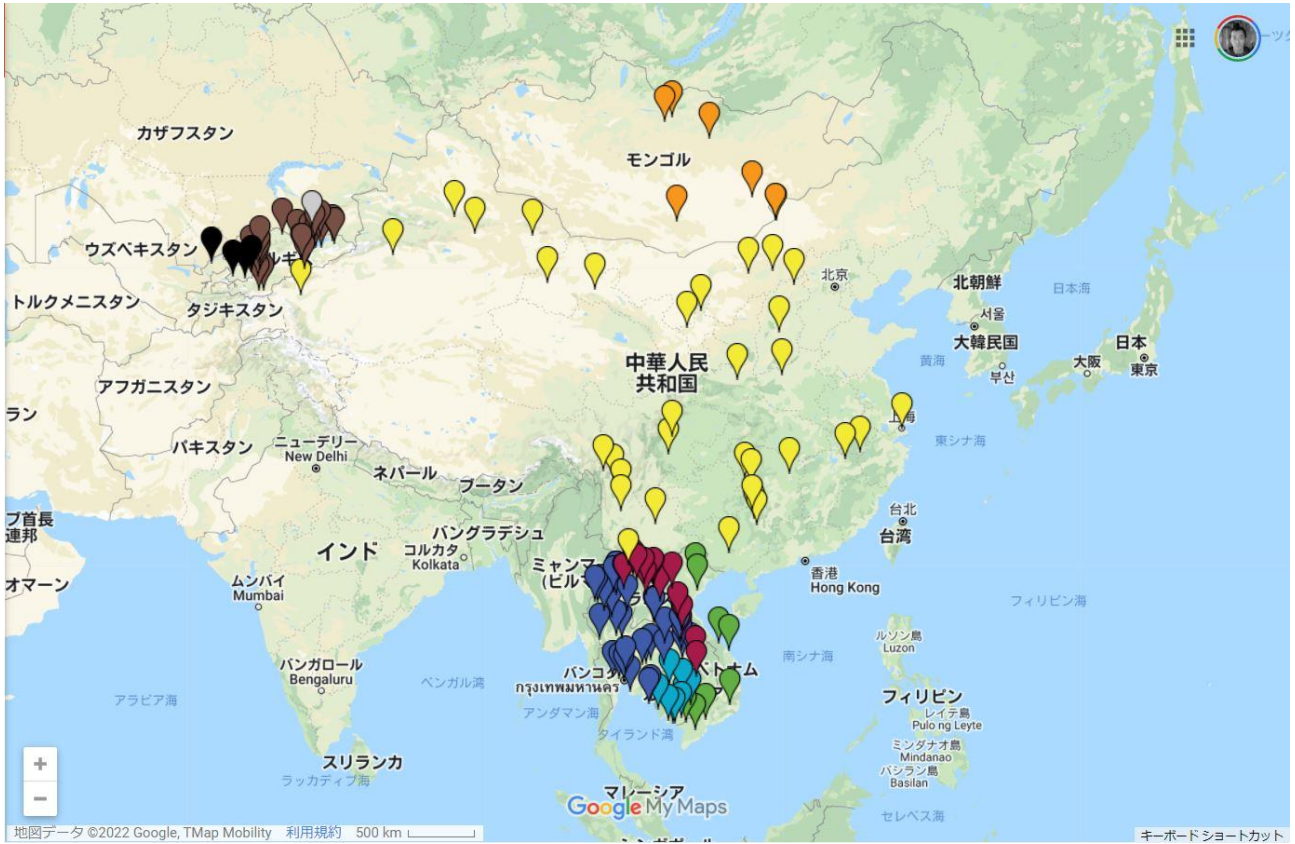 カザフスタン
モンゴル
ウズベキスタン
トルクメニスタン
タジキスタン
北京
北朝鮮
日本海
서울
大韓民国
부산
日本
大阪
東京
黄海
中華人民
共和国
アフガニスタン
ラン
パキスタン
ニューデリー
New Delhi
ネパール
ブータン
上海
東シナ海
ブ首長
連邦
オマーン
インド
バングラデシュ
コルカタ
Kolkata
ミャンマ
台北
台湾
香港
Hong Kong
ムンバイ
Mumbai
フィリピン海
ルソン島
Luzon
南シナ海
バンガロール
Bengaluru
ベンガル湾
アラビア海
バンコク
กรุงเทพมหานคร
ベトナム
アンダマン海
タイランド湾
フィリピン
レイテ島
Pulo ng Leyte
ミンダナオ島
Mindanao
バシラン島
Basilan
スリランカ
ラッカディブ海
マレーシア
セレベス海
Google My Maps
+
−
地図データ ©2022 Google, TMap Mobility 利用規約 500 km
キーボード ショートカット